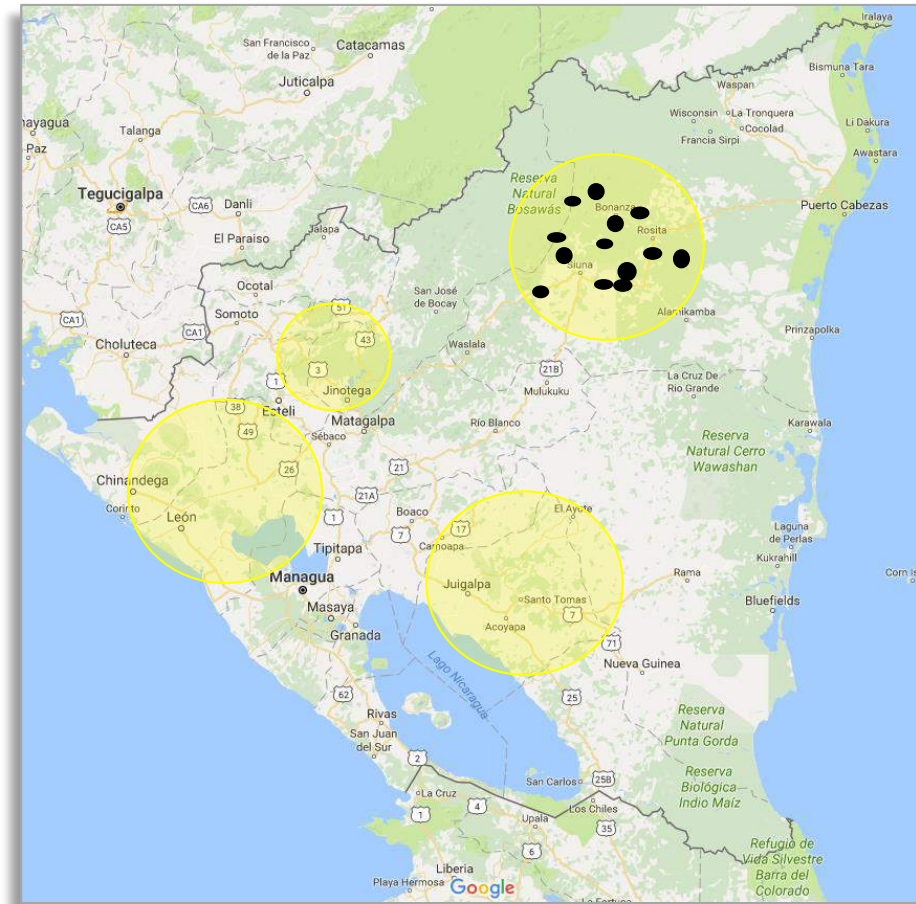 Iralaya
San Francisco
de la Paz
Catacamas
Bismuna Tara
Juticalpa
Waspan
Wisconsin
La Tronquera
Cocolad
Francia Sirpi
Li Dakura
Talanga
Paz
Awastara
Reserva
Natural
Bosawás
Tegucigalpa
CA6
Danlí
CA5
El Paraiso
Jalapa
Bonanza
Puerto Cabezas
Rosita
Siuna
Ocotal
San José
de Bocay
CA1
Somoto
51
Alamikamba
CA1
Choluteca
43
Waslala
Prinzapolka
3
1
21B
La Cruz De
Rio Grande
Jinotega
Mulukuku
Esteli
38
Matagalpa
Río Blanco
Karawala
49
Sébaco
Reserva
Natural Cerro
Wawashan
26
21
Chinandega
21A
Corinto
León
1
Boaco
17
El Ayote
7
Camoapa
Laguna
de Perlas
Tipitapa
Kukrahill
Managua
Juigalpa
Rama
Corn Is
Santo Tomas
Masaya
7
Bluefields
Acoyapa
Granada
71
Nueva Guinea
Lago Nicaragua
62
25
Rivas
Reserva
Natural
Punta Gorda
San Juan
del Sur
2
Reserva
Biológica
Indio Maíz
San Carlos
25B
La Cruz
Los Chiles
1
4
Upala
35
6
Refugio de
Vida Silvestre
Barra del
Colorado
Liberia
Playa Hermosa
Google
La Fortuna